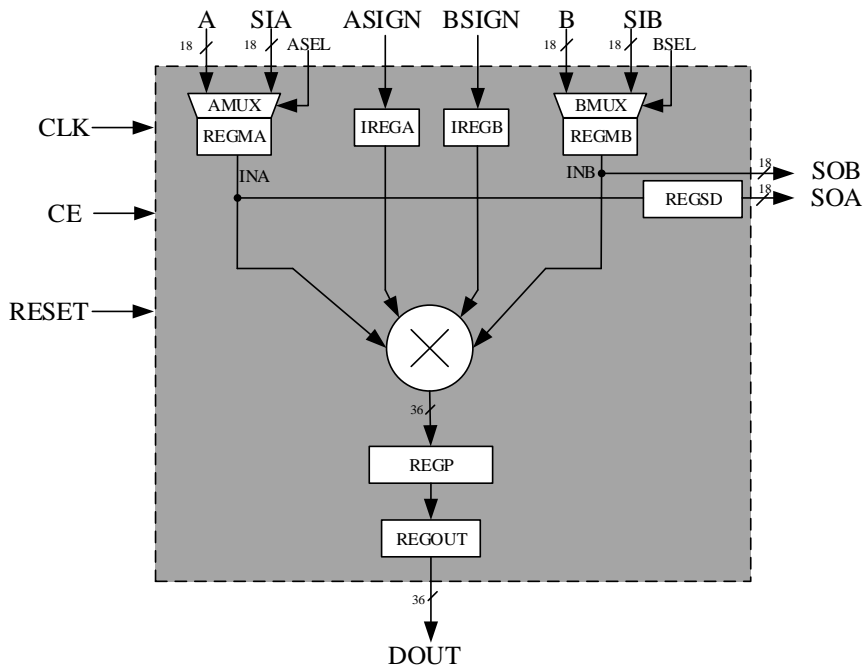 A SIA ASIGN BSIGN B SIB
18 18 ASEL 18 18 BSEL
AMUX BMUX
CLK REGMA IREGA IREGB REGMB
INA INB 18 SOB
REGSD 18 SOA
CE
RESET
36
REGP
REGOUT
36
DOUT